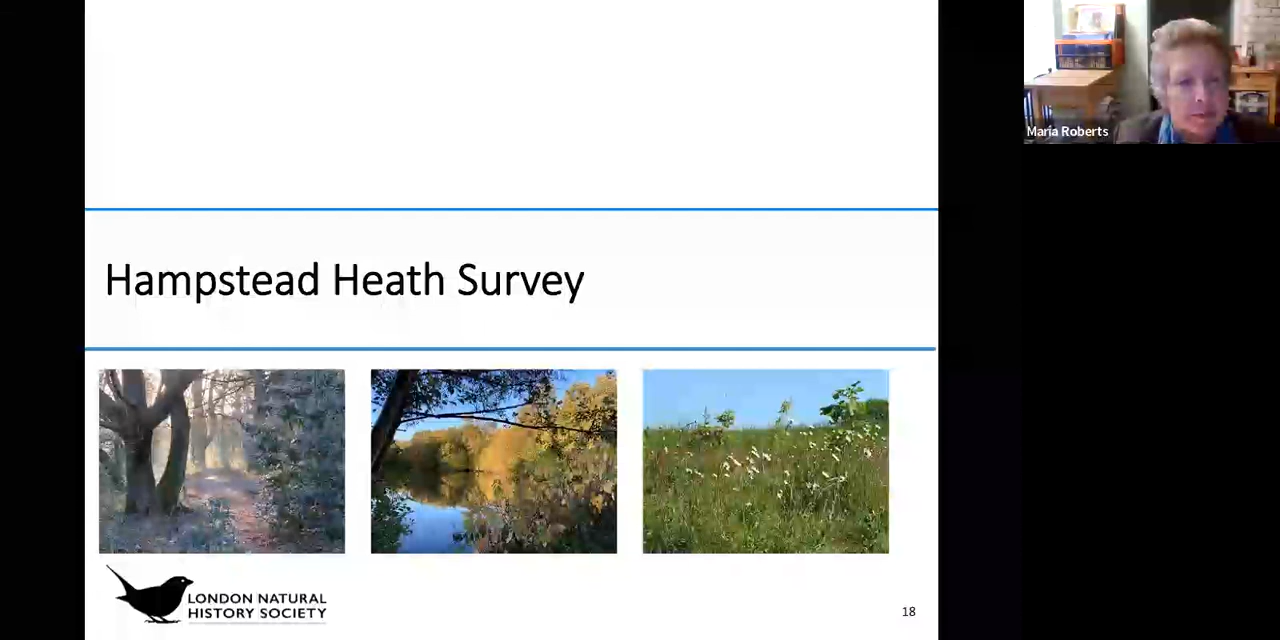 Maria Roberts
Hampstead Heath Survey
LONDON NATURAL
HISTORY SOCIETY
18